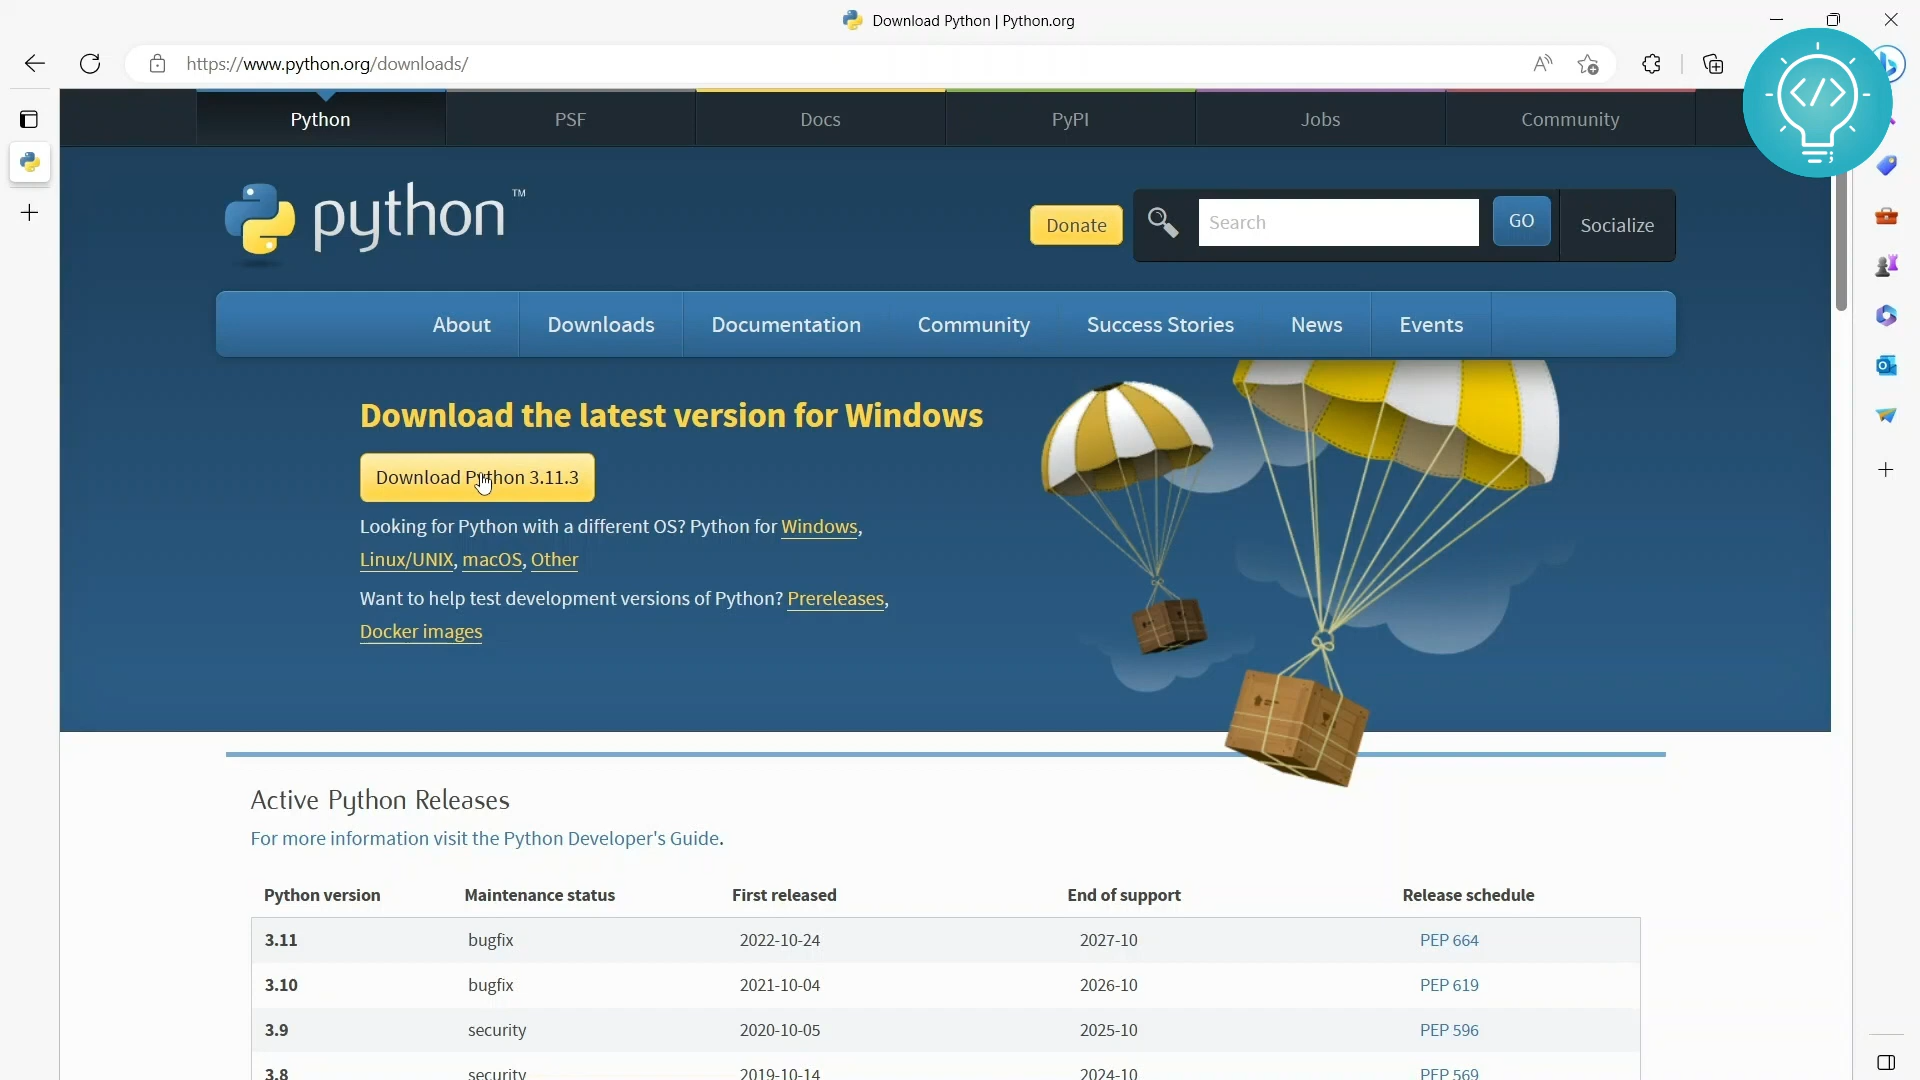 Download Python | Python.org
https://www.python.org/downloads/
Python PSF Docs PyPI Jobs Community
python™
Donate Search GO Socialize
About Downloads Documentation Community Success Stories News Events
Download the latest version for Windows
Download Python 3.11.3
Looking for Python with a different OS? Python for Windows,
Linux/UNIX, macOS, Other
Want to help test development versions of Python? Prereleases,
Docker images
Active Python Releases
For more information visit the Python Developer's Guide.
Python version Maintenance status First released End of support Release schedule
3.11 bugfix 2022-10-24 2027-10 PEP 664
3.10 bugfix 2021-10-04 2026-10 PEP 619
3.9 security 2020-10-05 2025-10 PEP 596
3.8 security 2019-10-14 2024-10 PEP 569